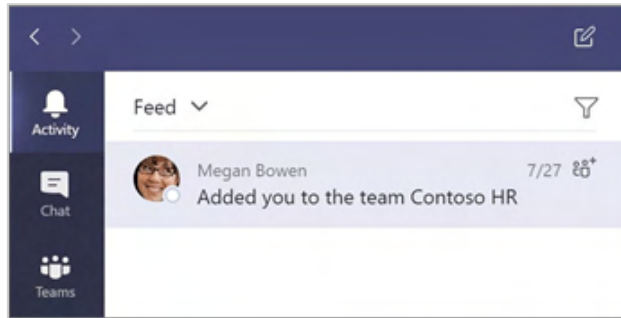 Activity
Chat
Teams
Feed
Megan Bowen 7/27
Added you to the team Contoso HR